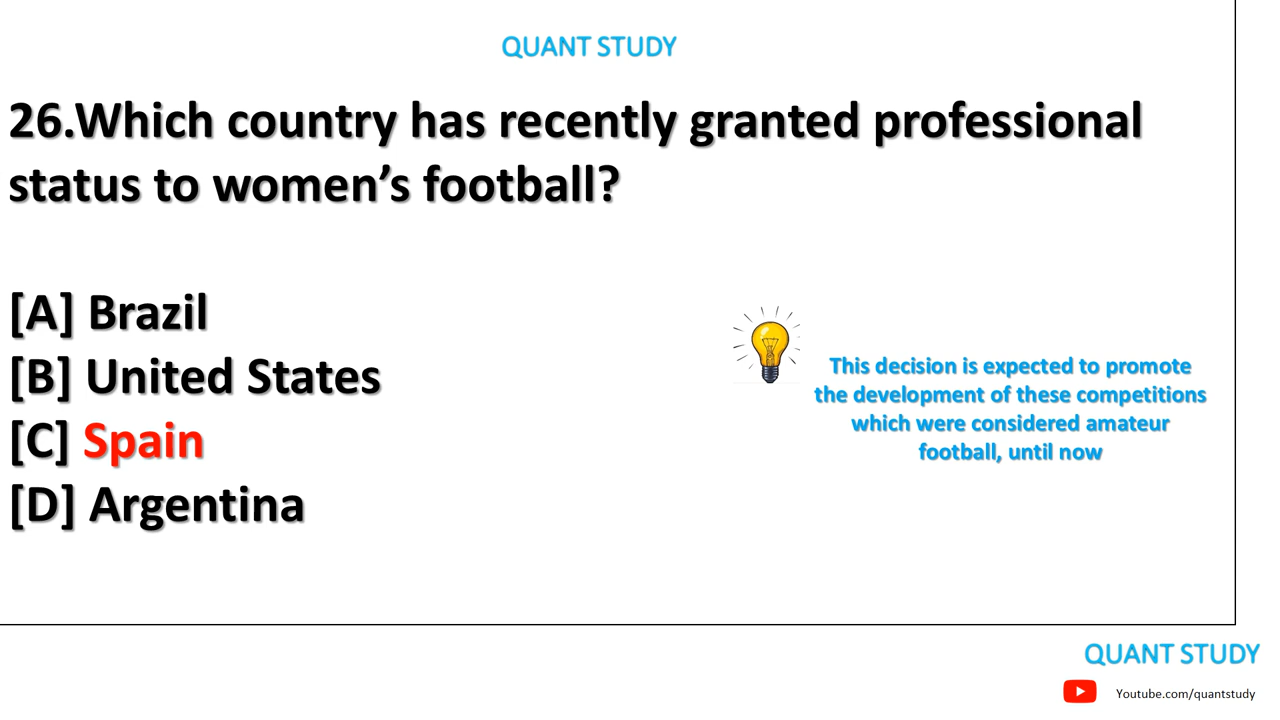 QUANT STUDY
26.Which country has recently granted professional
status to women’s football?
[A] Brazil
[B] United States
[C] Spain
[D] Argentina
This decision is expected to promote
the development of these competitions
which were considered amateur
football, until now
QUANT STUDY
Youtube.com/quantstudy